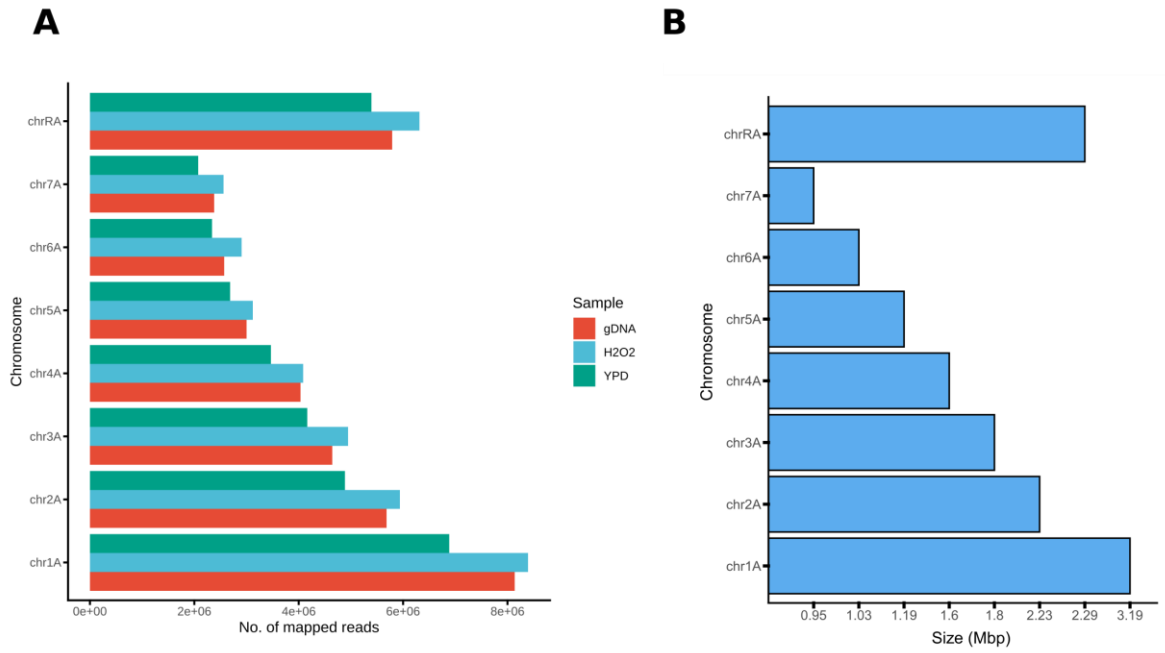 A
chrRA
chr7A
chr6A
chr5A
chr4A
chr3A
chr2A
chr1A
Chromosome
0e+00 2e+06 4e+06 6e+06 8e+06
No. of mapped reads
Sample
gDNA
H2O2
YPD
B
chrRA
chr7A
chr6A
chr5A
chr4A
chr3A
chr2A
chr1A
Chromosome
0.95 1.03 1.19 1.6 1.8 2.23 2.29 3.19
Size (Mbp)